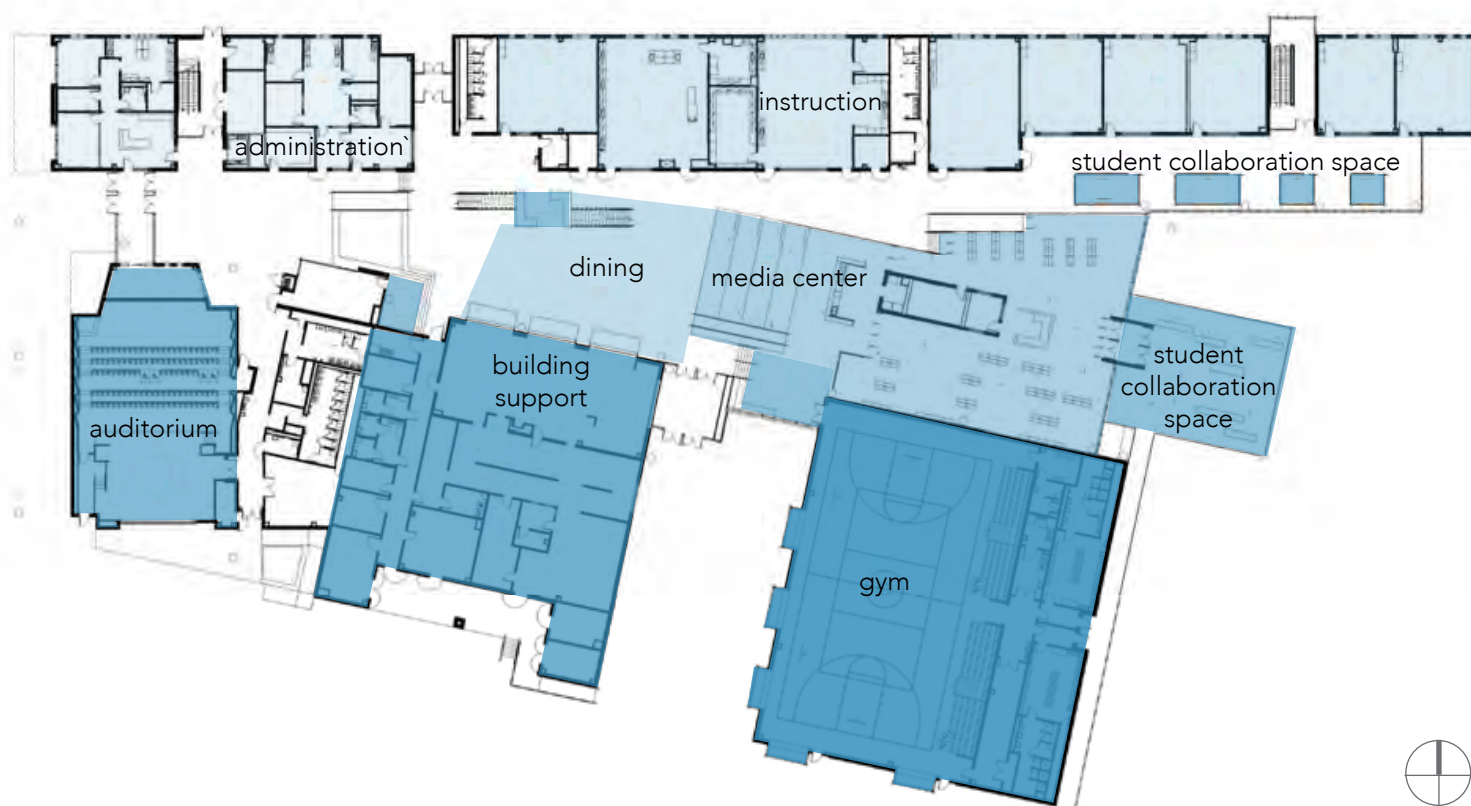 instruction
administration`
student collaboration space
dining
media center
building
support
student
collaboration
space
auditorium
gym